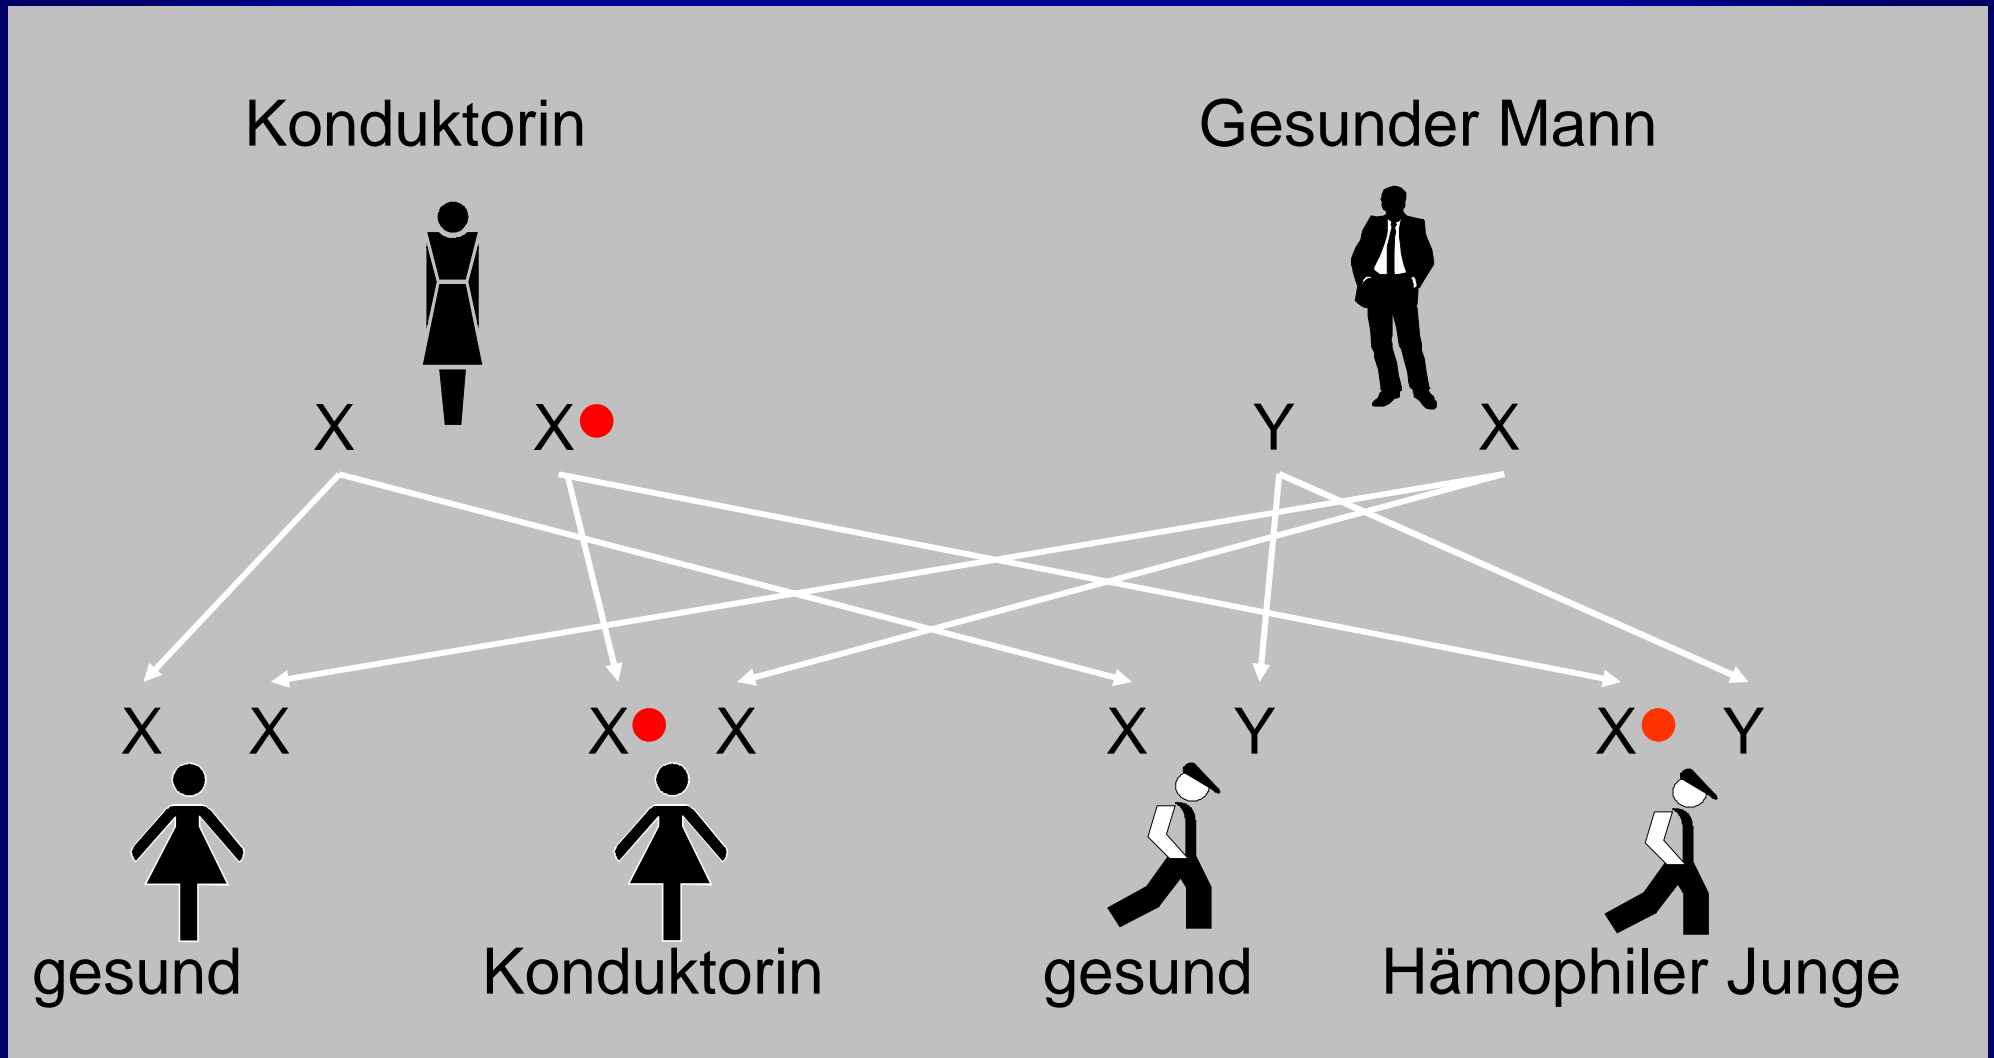 Konduktorin Gesunder Mann
X X Y X
X X X X X Y X Y
gesund Konduktorin gesund Hämophiler Junge